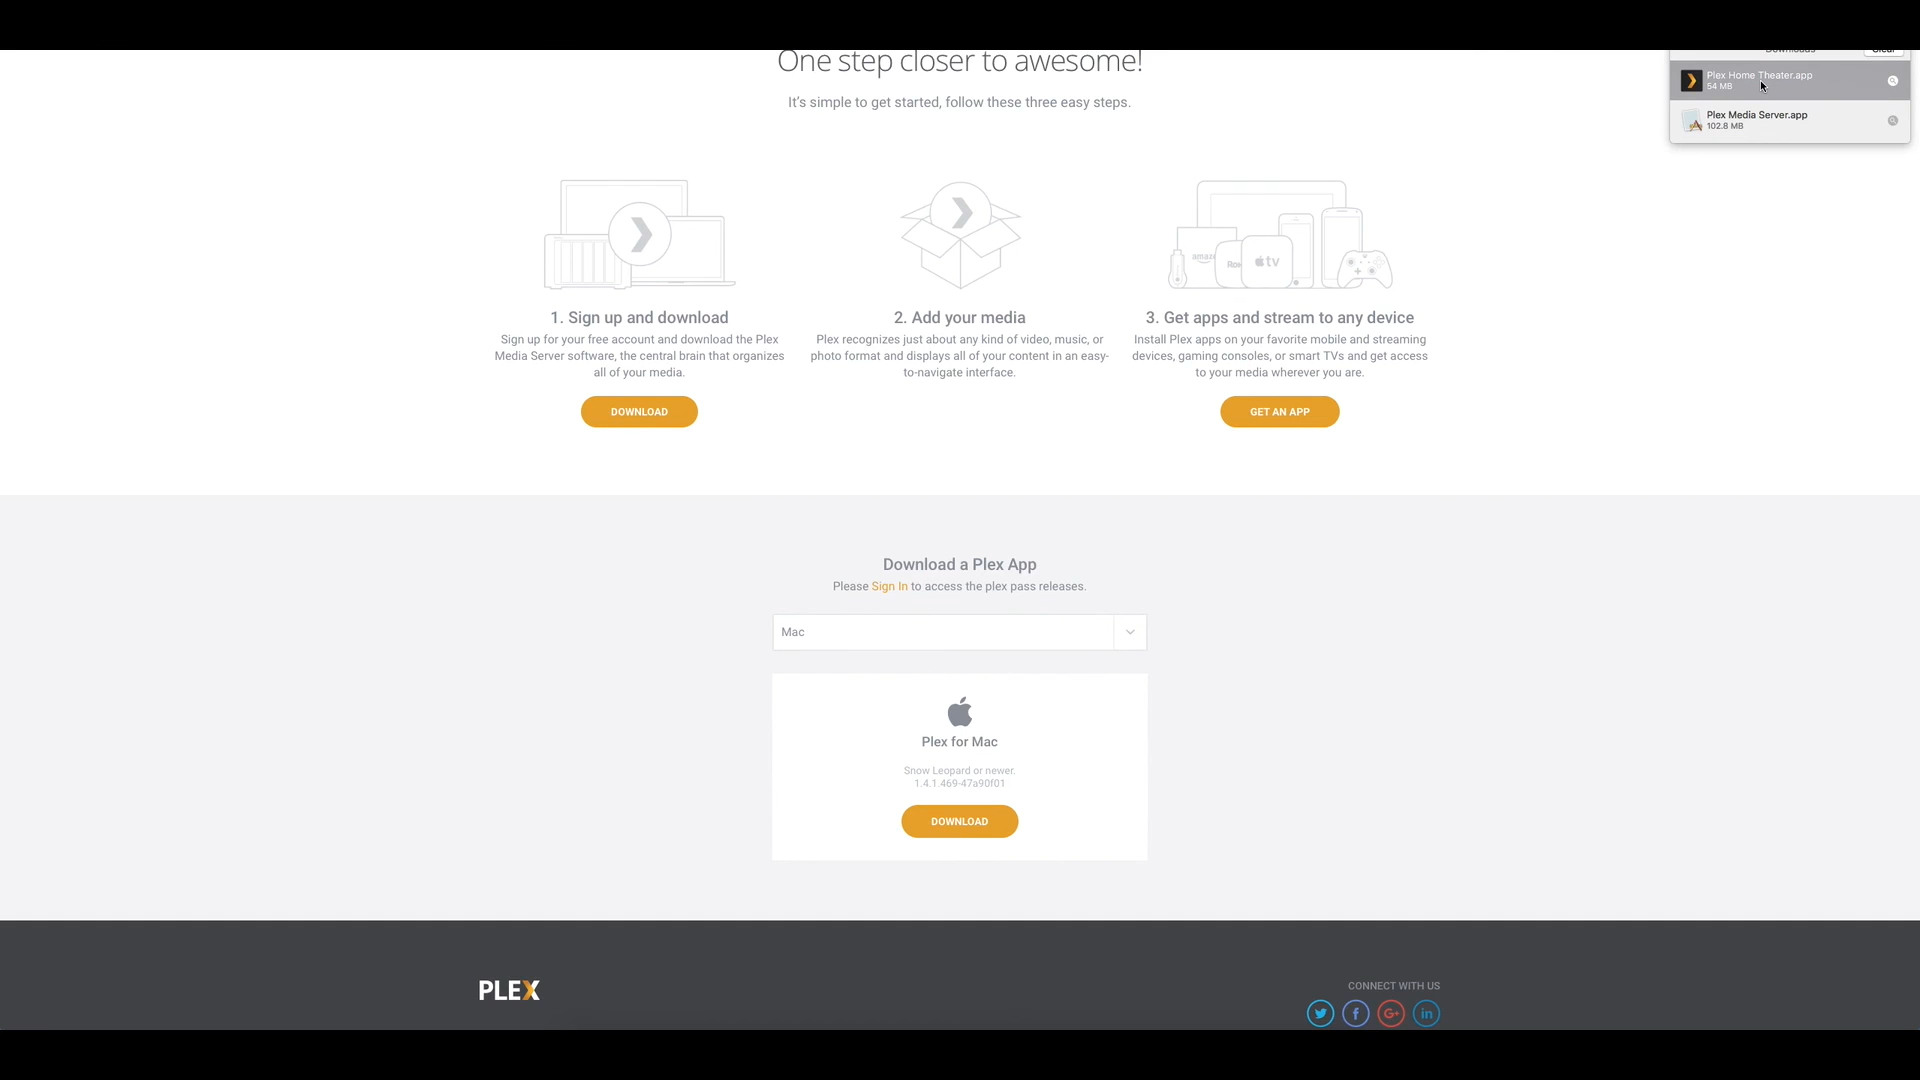 One step closer to awesome!
It's simple to get started, follow these three easy steps.
Downloads
Clear
Plex Home Theater.app
54 MB
Plex Media Server.app
102.8 MB
amazo
Rok
tv
1. Sign up and download
Sign up for your free account and download the Plex
Media Server software, the central brain that organizes
all of your media.
DOWNLOAD
2. Add your media
Plex recognizes just about any kind of video, music, or
photo format and displays all of your content in an easy-
to-navigate interface.
3. Get apps and stream to any device
Install Plex apps on your favorite mobile and streaming
devices, gaming consoles, or smart TVs and get access
to your media wherever you are.
GET AN APP
Download a Plex App
Please Sign In to access the plex pass releases.
Mac
Plex for Mac
Snow Leopard or newer.
1.4.1.469-47a90f01
DOWNLOAD
PLEX
CONNECT WITH US
f
G+
in